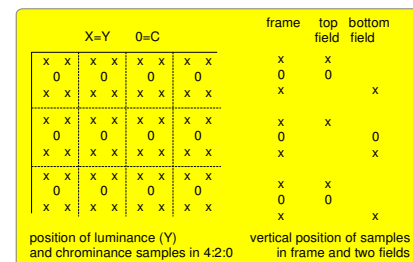 X=Y 0=C
x x x x x x x x
0 0 0 0
x x x x x x x x
x x x x x x x x
0 0 0 0
x x x x x x x x
x x x x x x x x
0 0 0 0
x x x x x x x x
position of luminance (Y)
and chrominance samples in 4:2:0
frame top bottom
field field
x x
0 0
x x
x x
0 0
x x
x x
0 0
x x
vertical position of samples
in frame and two fields